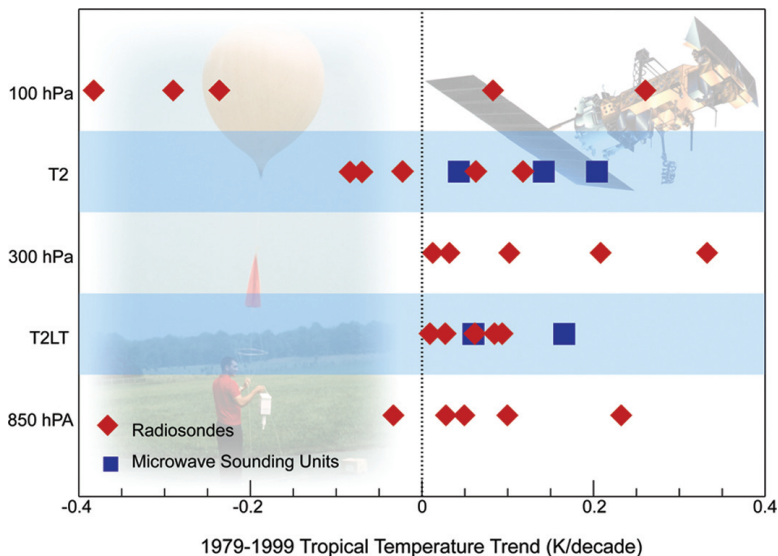 100 hPa
T2
300 hPa
T2LT
850 hPA
Radiosondes
Microwave Sounding Units
-0.4
-0.2
0
0.2
0.4
1979-1999 Tropical Temperature Trend (K/decade)